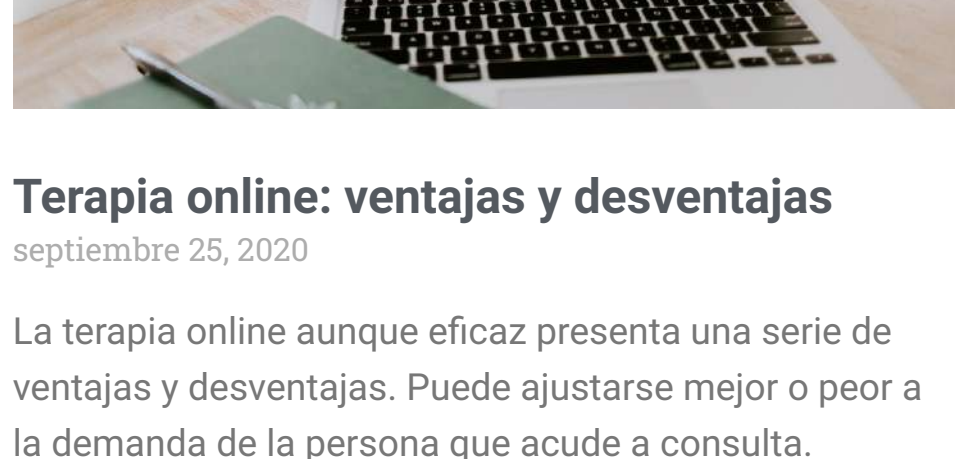 Terapia online: ventajas y desventajas
septiembre 25, 2020
La terapia online aunque eficaz presenta una serie de
ventajas y desventajas. Puede ajustarse mejor o peor a
la demanda de la persona que acude a consulta.